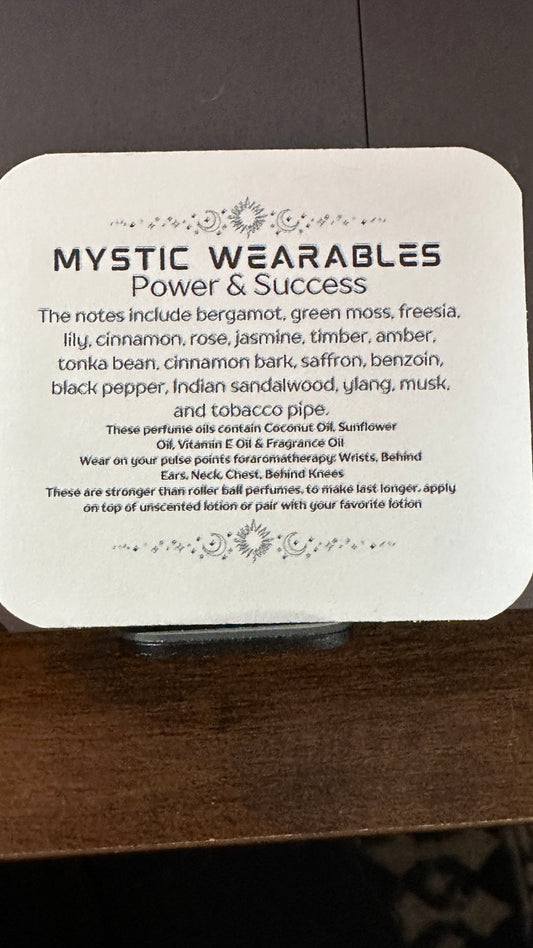 MYSTIC WEARABLES
Power & Success
The notes include bergamot, green moss, freesia,
lily, cinnamon, rose, jasmine, timber, amber,
tonka bean, cinnamon bark, saffron, benzoin,
black pepper, Indian sandalwood, ylang, musk,
and tobacco pipe.
These perfume oils contain Coconut Oil, Sunflower
Oil, Vitamin E Oil & Fragrance Oil
Wear on your pulse points foraromatherapy: Wrists, Behind
Ears, Neck, Chest, Behind Knees
These are stronger than roller ball perfumes, to make last longer, apply
on top of unscented lotion or pair with your favorite lotion